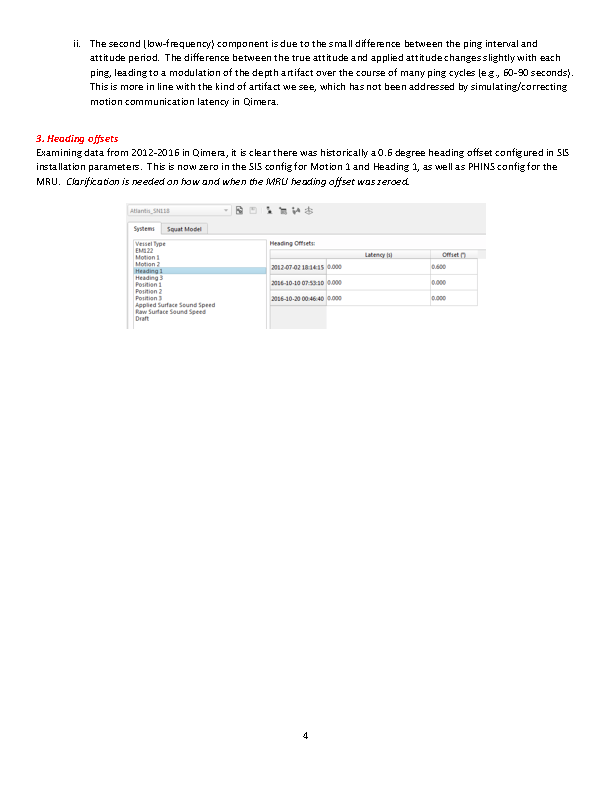 ii. The second (low-frequency) component is due to the small difference between the ping interval and
attitude period. The difference between the true attitude and applied attitude changes slightly with each
ping, leading to a modulation of the depth artifact over the course of many ping cycles (e.g., 60-90 seconds).
This is more in line with the kind of artifact we see, which has not been addressed by simulating/correcting
motion communication latency in Qimera.
3. Heading offsets
Examining data from 2012-2016 in Qimera, it is clear there was historically a 0.6 degree heading offset configured in SIS
installation parameters. This is now zero in the SIS config for Motion 1 and Heading 1, as well as PHINS config for the
MRU. Clarification is needed on how and when the MRU heading offset was zeroed.
Atlantis_SN118
Systems Squat Model
Vessel Type
EM122
Motion 1
Motion 2
Heading 1
Heading 3
Position 1
Position 2
Position 3
Applied Surface Sound Speed
Raw Surface Sound Speed
Draft
Heading Offsets:
Latency (s) Offset (°)
2012-07-02 18:14:15 0.000 0.600
2016-10-10 07:53:10 0.000 0.000
2016-10-20 00:46:40 0.000 0.000
4